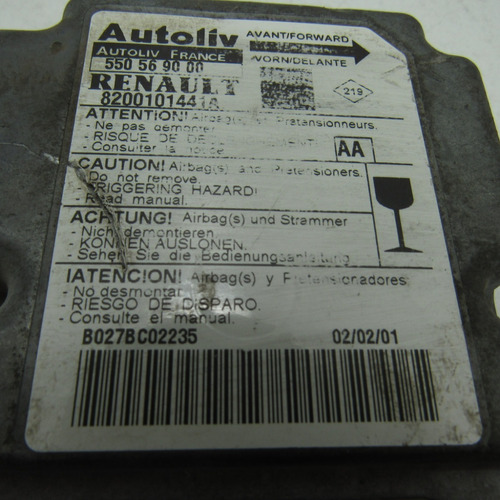 Autoliv
AVANT/FORWARD
AUTOLIV FRANCE
550 56 90 00
VORN/DELANTE
RENAULT
219
8200101441A
ATTENTION! Airbag(s) et Pretensionneurs.
- Ne pas demonter.
- RISQUE DE
- Consulter la notice
AA
CAUTION! Airbag(s) and Pretensioners.
- Do not remove.
TRIGGERING HAZARD!
- Read manual.
ACHTUNG! Airbag(s) und Strammer
- Nicht demontieren.
- KONNEN AUSLONEN.
- Sehen Sie die Bedienungsanleitung
!ATENCION! Airbag(s) y Pretensionadores
- No desmontar.
- RIESGO DE DISPARO.
- Consulte el manual.
B027BC02235
02/02/01